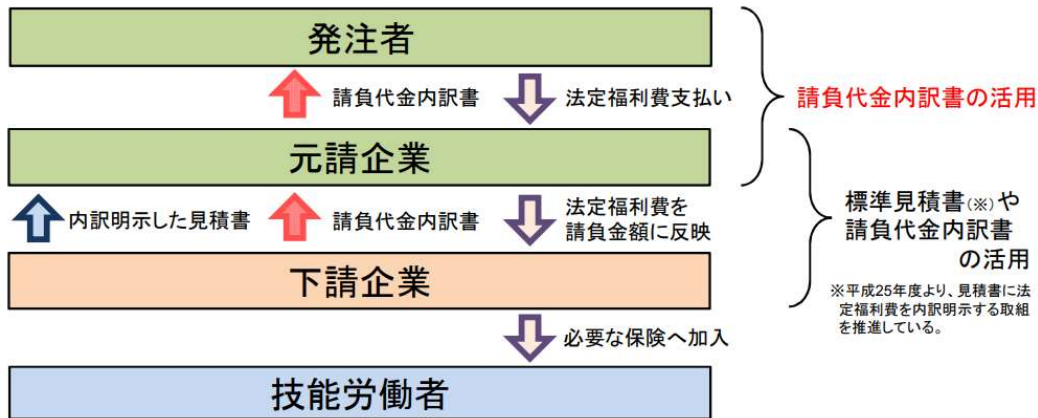 発注者
請負代金内訳書
法定福利費支払い
請負代金内訳書の活用
元請企業
内訳明示した見積書
請負代金内訳書
法定福利費を
請負金額に反映
標準見積書(※)や
請負代金内訳書
の活用
※平成25年度より、見積書に法
定福利費を内訳明示する取組
を推進している。
下請企業
必要な保険へ加入
技能労働者